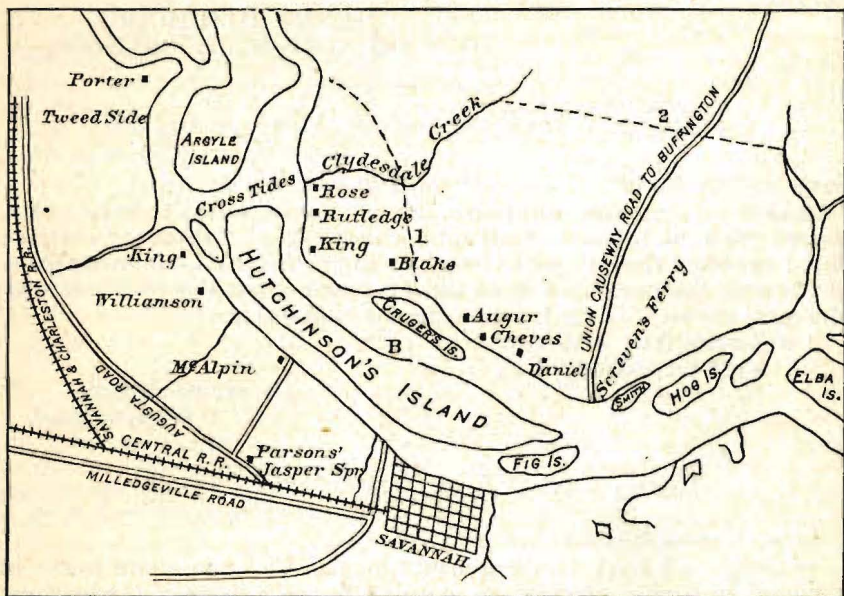 Porter
Tweed Side
ARGYLE
ISLAND
Clydesdale Creek
2
Cross Tides
Rose
Rutledge
King
1
Blake
King
Williamson
HUTCHINSON'S ISLAND
CRUGERS IS.
B
Augur
Cheves
Daniel
UNION CAUSEWAY ROAD TO BUFFINGTON
Screven's Ferry
SMITH
HOG IS.
ELBA
IS.
McAlpin
SAVANNAH & CHARLESTON R.R.
AUGUSTA ROAD
CENTRAL R.R.
Parsons'
Jasper Spr
FIG IS.
MILLEDGEVILLE ROAD
SAVANNAH